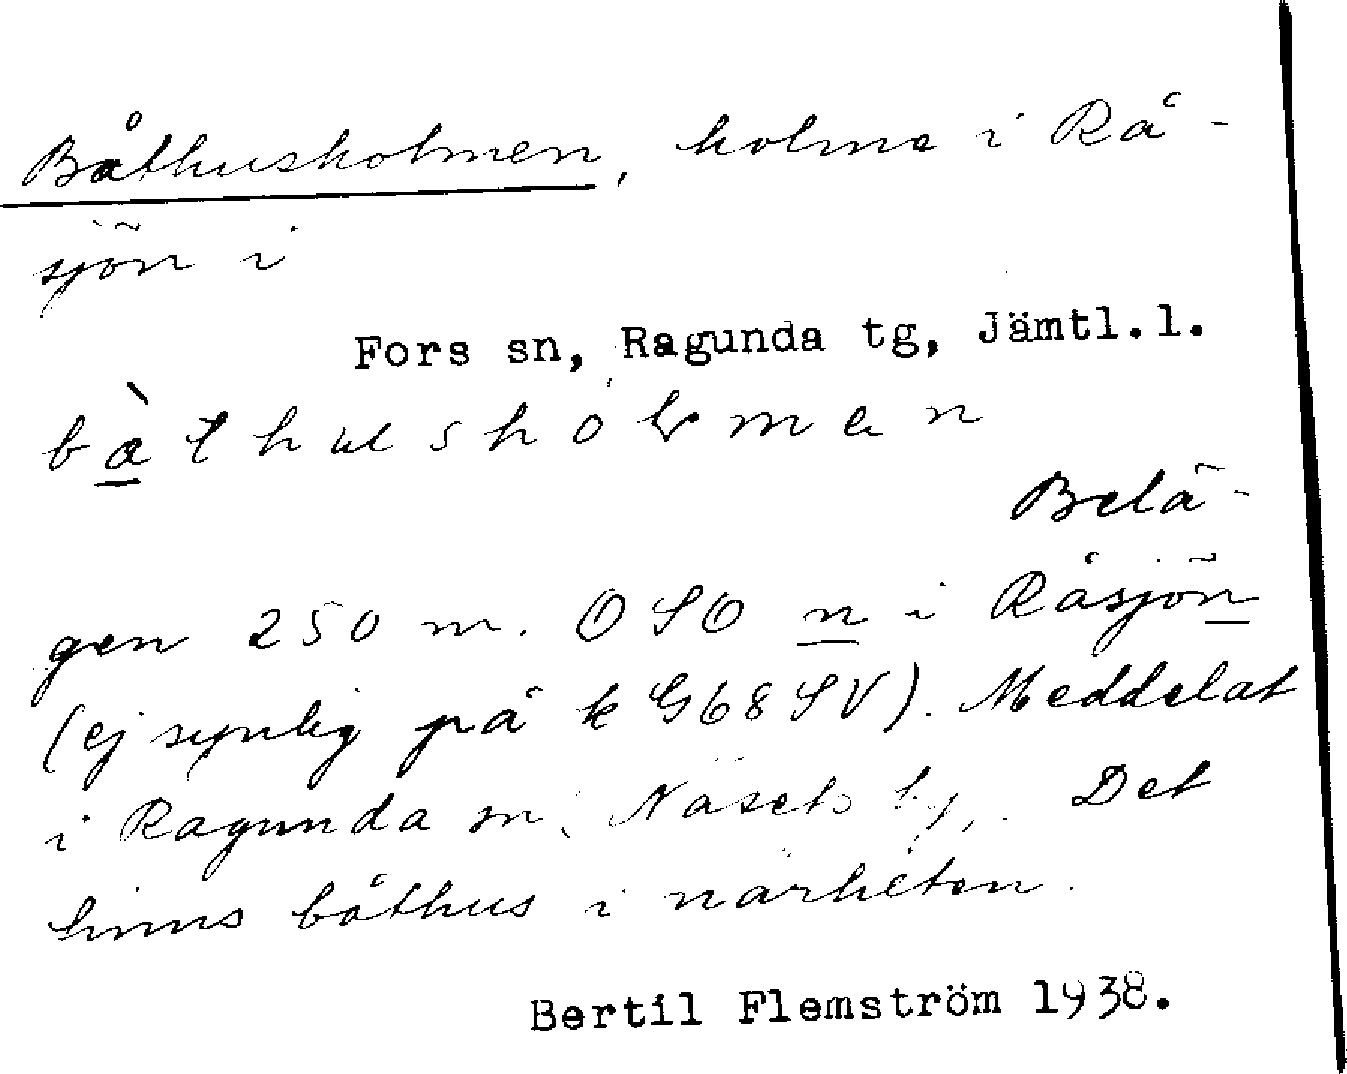 Båthusholmen, holme i Rå-
sjön i
Fors sn, Ragunda tg, Jämtl.l.
bàthusholmen
Belä-
gen 250 m. OSO n i Råsjön
(ej synlig på k G68SV). Meddelat
i Ragunda sn, Näsets by. Det
finns båthus i närheten.
Bertil Flemström 1938.